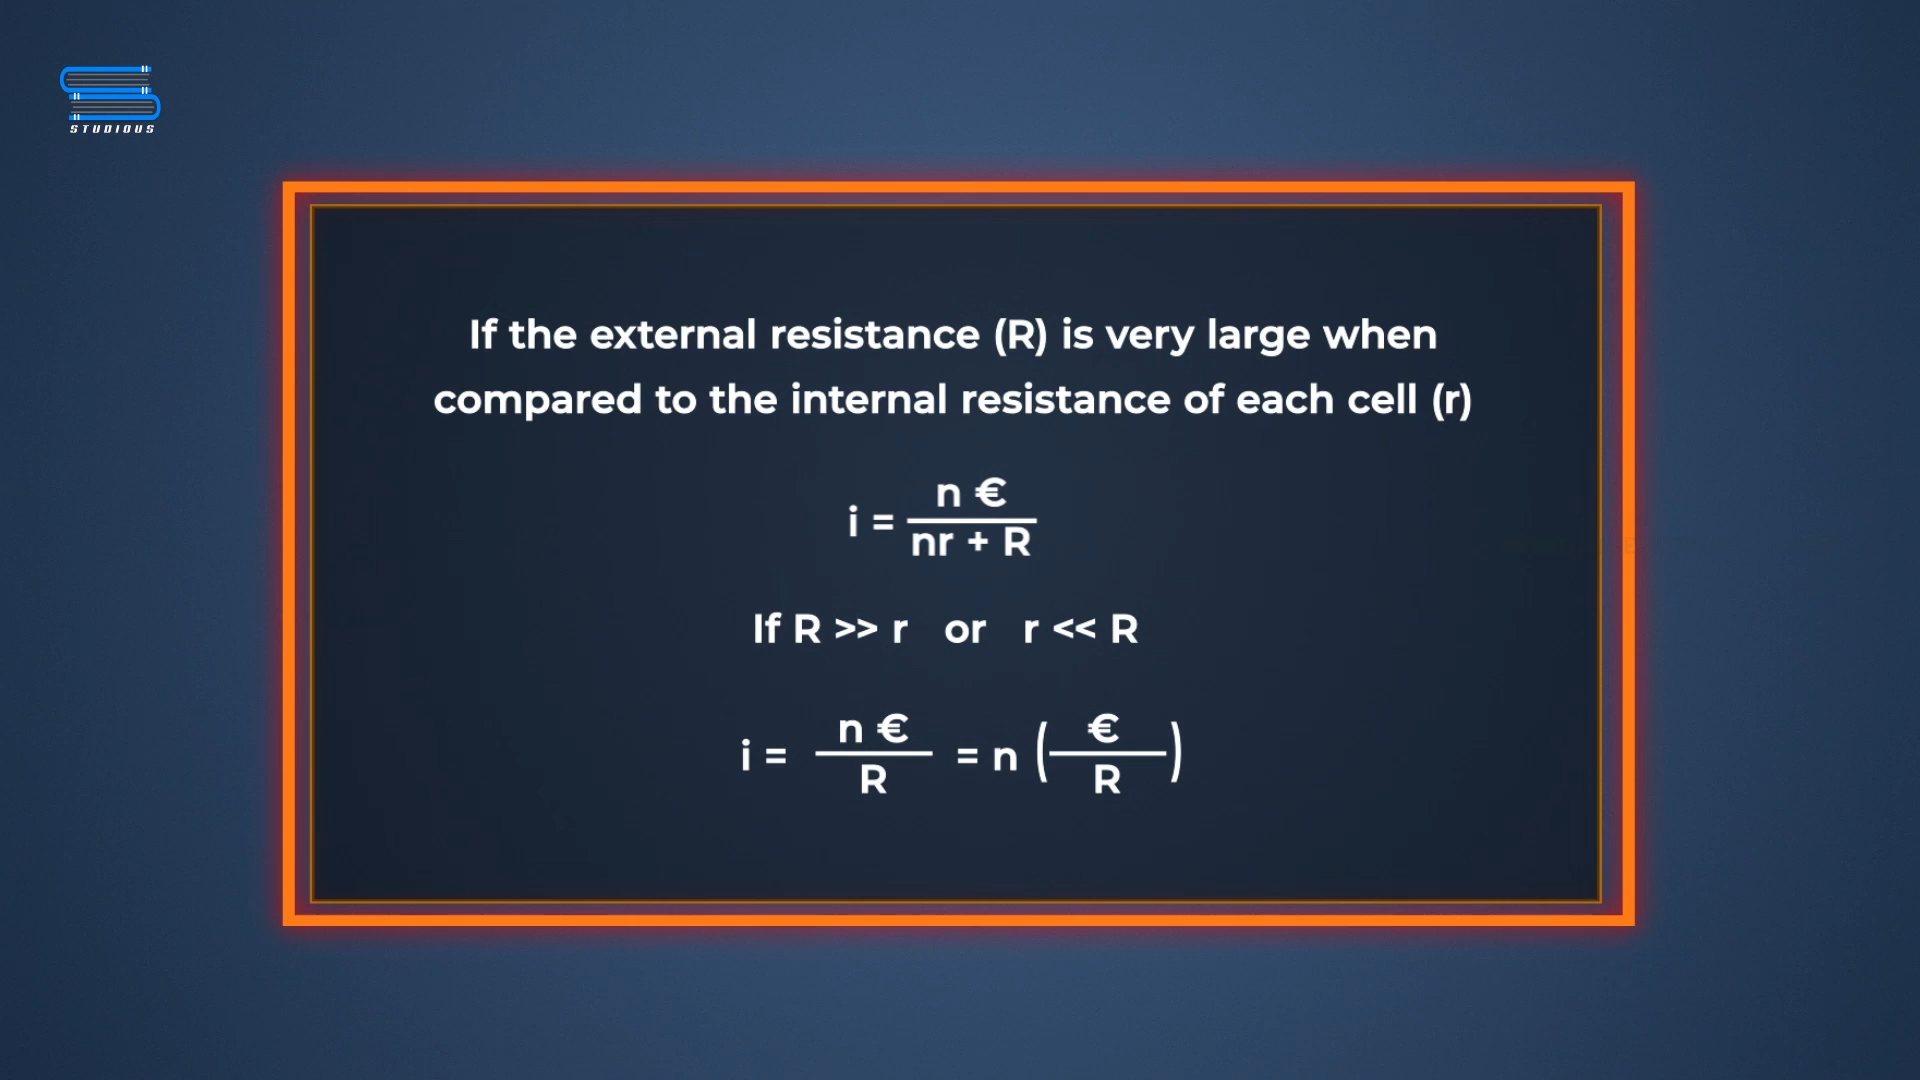 STUDIOUS
If the external resistance (R) is very large when
compared to the internal resistance of each cell (r)
i = n € / nr + R
If R >> r or r << R
i = n € / R = n ( € / R )